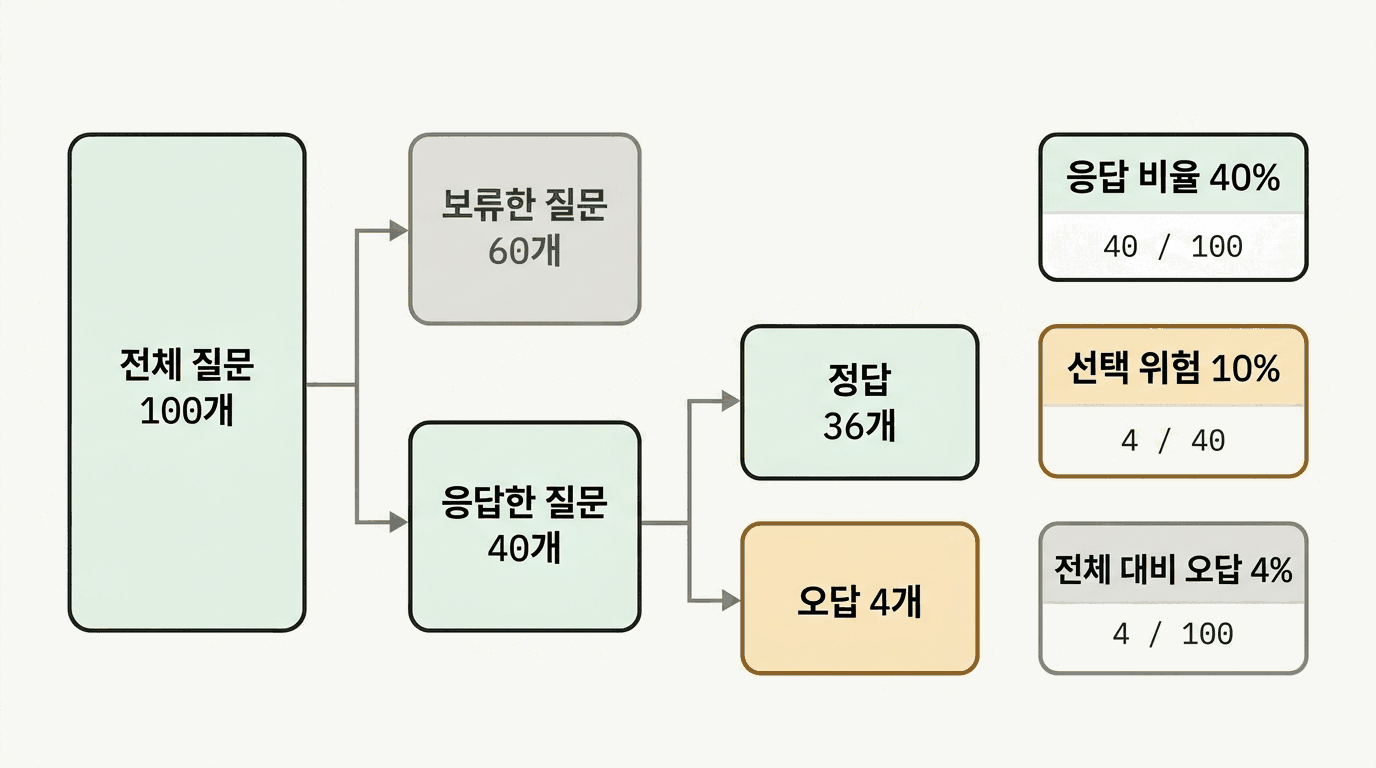 전체 질문
100개
보류한 질문
60개
응답한 질문
40개
정답
36개
오답 4개
응답 비율 40%
40 / 100
선택 위험 10%
4 / 40
전체 대비 오답 4%
4 / 100